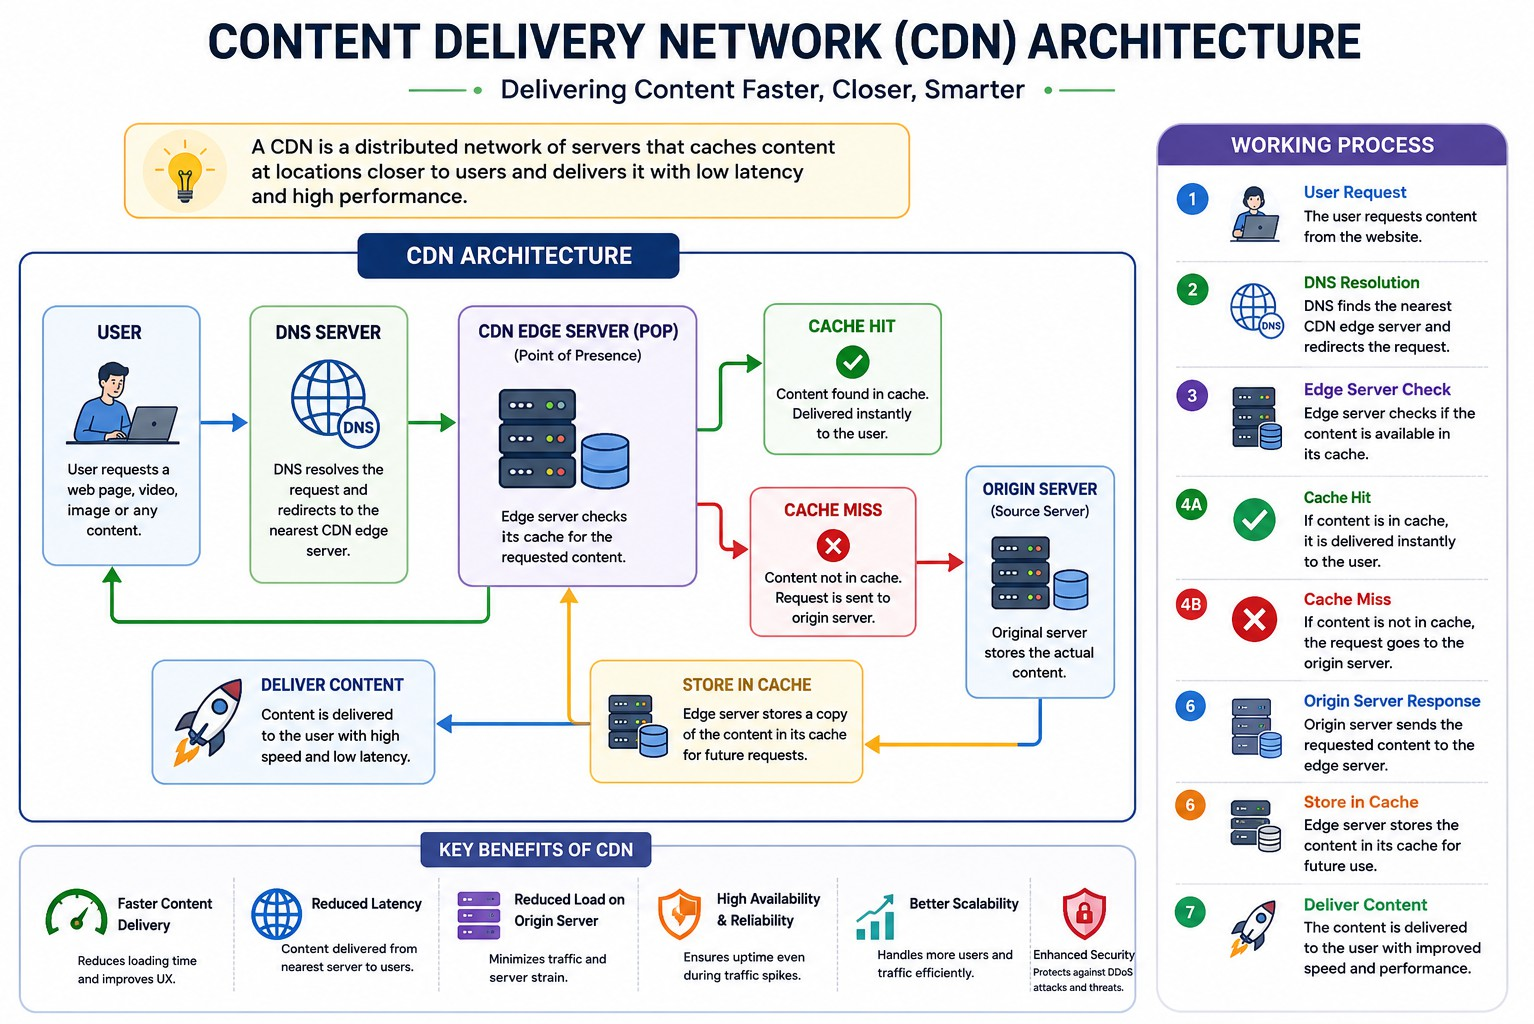 CONTENT DELIVERY NETWORK (CDN) ARCHITECTURE
Delivering Content Faster, Closer, Smarter
A CDN is a distributed network of servers that caches content
at locations closer to users and delivers it with low latency
and high performance.
CDN ARCHITECTURE
USER
User requests a
web page, video,
image or any
content.
DNS SERVER
DNS
DNS resolves the
request and
redirects to the
nearest CDN edge
server.
CDN EDGE SERVER (POP)
(Point of Presence)
Edge server checks
its cache for the
requested content.
CACHE HIT
Content found in cache.
Delivered instantly
to the user.
CACHE MISS
Content not in cache.
Request is sent to
origin server.
ORIGIN SERVER
(Source Server)
Original server
stores the actual
content.
DELIVER CONTENT
Content is delivered
to the user with high
speed and low latency.
STORE IN CACHE
Edge server stores a copy
of the content in its cache
for future requests.
KEY BENEFITS OF CDN
Faster Content
Delivery
Reduces loading time
and improves UX.
Reduced Latency
Content delivered from
nearest server to users.
Reduced Load on
Origin Server
Minimizes traffic and
server strain.
High Availability
& Reliability
Ensures uptime even
during traffic spikes.
Better Scalability
Handles more users and
traffic efficiently.
Enhanced Security
Protects against DDoS
attacks and threats.
WORKING PROCESS
1
User Request
The user requests content
from the website.
2
DNS
DNS Resolution
DNS finds the nearest
CDN edge server and
redirects the request.
3
Edge Server Check
Edge server checks if the
content is available in
its cache.
4A
Cache Hit
If content is in cache,
it is delivered instantly
to the user.
4B
Cache Miss
If content is not in cache,
the request goes to the
origin server.
6
Origin Server Response
Origin server sends the
requested content to the
edge server.
6
Store in Cache
Edge server stores the
content in its cache for
future use.
7
Deliver Content
The content is delivered
to the user with improved
speed and performance.